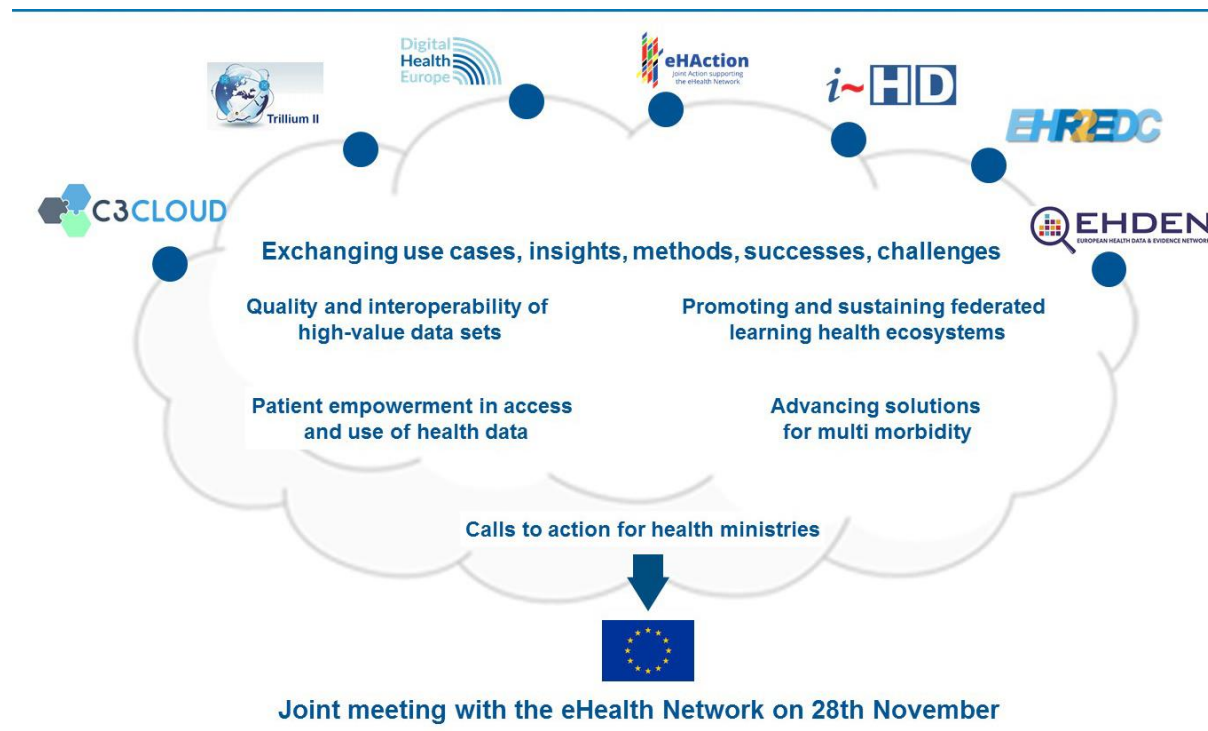 Digital
Health
Europe
eHAction
Joint Action supporting
the eHealth Network
i~HD
Trillium II
EHR2EDC
C3CLOUD
EHDEN
EUROPEAN HEALTH DATA & EVIDENCE NETWORK
Exchanging use cases, insights, methods, successes, challenges
Quality and interoperability of
high-value data sets
Promoting and sustaining federated
learning health ecosystems
Patient empowerment in access
and use of health data
Advancing solutions
for multi morbidity
Calls to action for health ministries
Joint meeting with the eHealth Network on 28th November